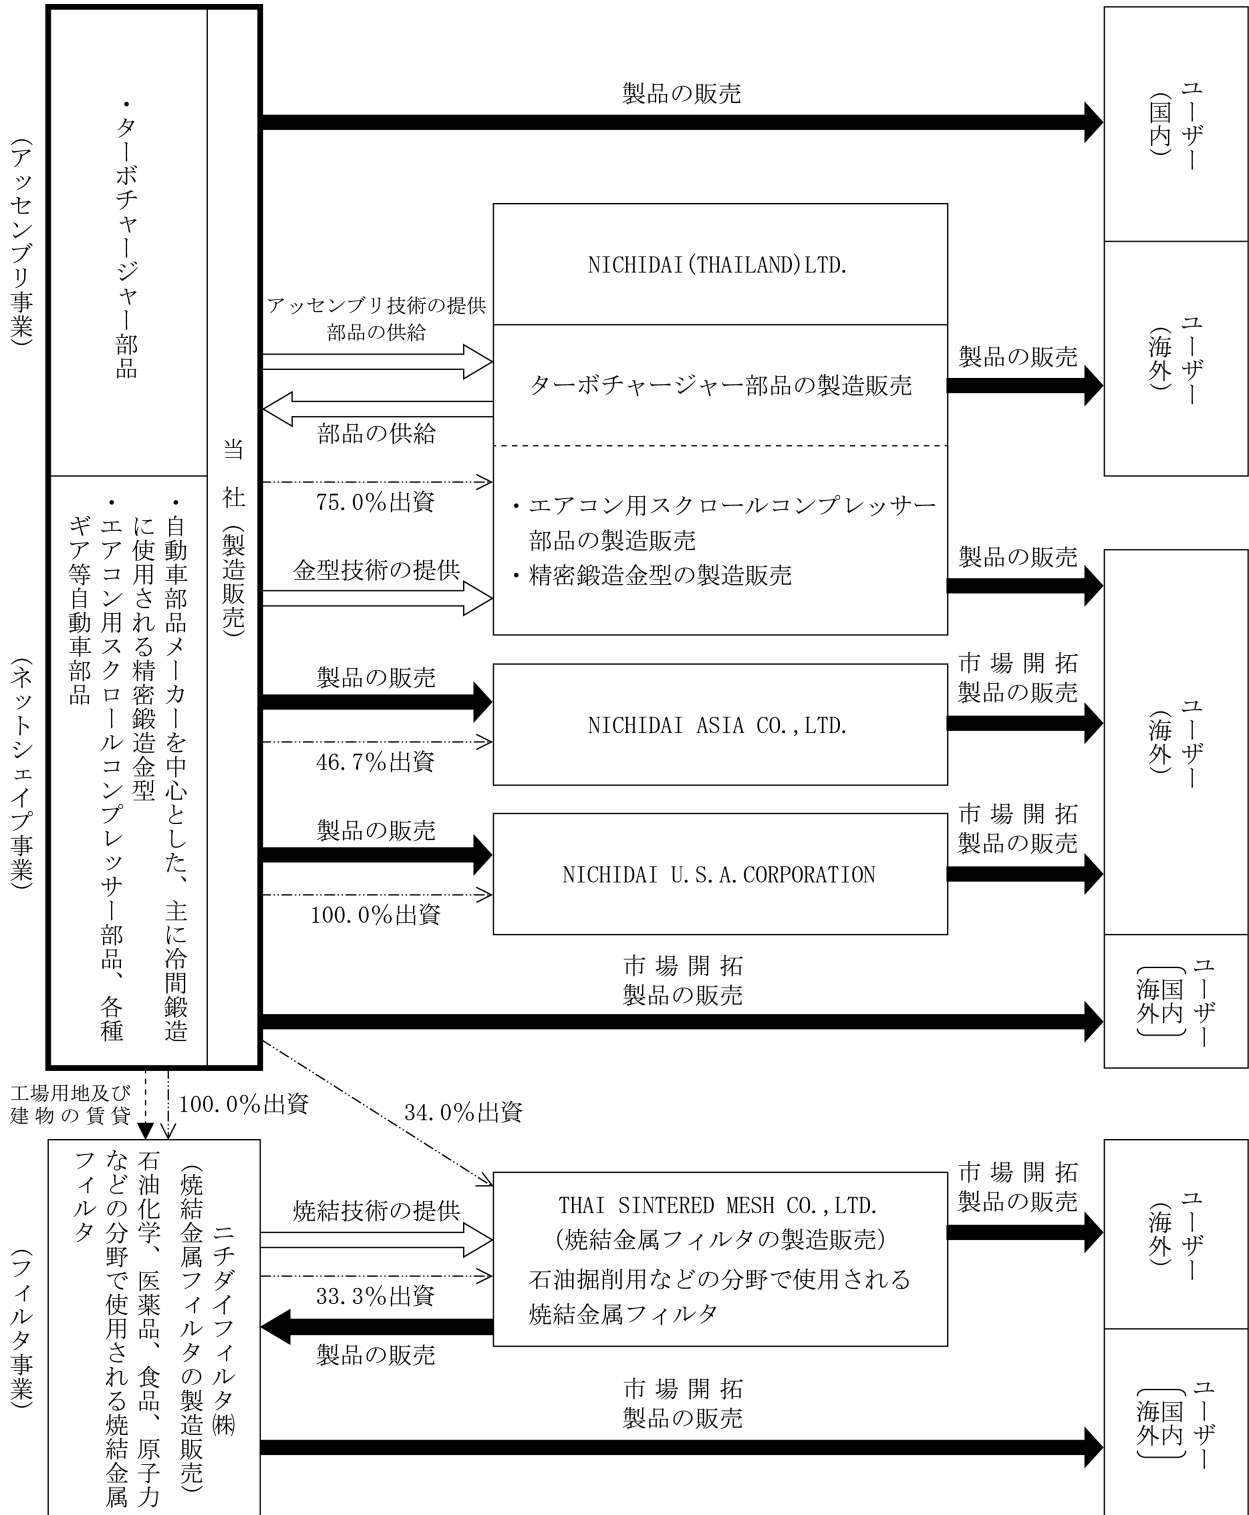 (アッセンブリ事業)
・ターボチャージャー部品
当　社(製造販売)
(ネットシェイプ事業)
・自動車部品メーカーを中心とした、主に冷間鍛造
に使用される精密鍛造金型
・エアコン用スクロールコンプレッサー部品、各種
ギア等自動車部品
製品の販売
ユーザー
(国内)
NICHIDAI(THAILAND)LTD.
アッセンブリ技術の提供
部品の供給
ターボチャージャー部品の製造販売
製品の販売
ユーザー
(海外)
部品の供給
75.0%出資
・エアコン用スクロールコンプレッサー
部品の製造販売
・精密鍛造金型の製造販売
金型技術の提供
製品の販売
製品の販売
NICHIDAI ASIA CO.,LTD.
46.7%出資
市場開拓
製品の販売
ユーザー
(海外)
製品の販売
NICHIDAI U.S.A.CORPORATION
100.0%出資
市場開拓
製品の販売
市場開拓
製品の販売
ユーザー
(国内
海外)
工場用地及び
建物の賃貸
100.0%出資
34.0%出資
(フィルタ事業)
ニチダイフィルタ㈱
(焼結金属フィルタの製造販売)
石油化学、医薬品、食品、原子力
などの分野で使用される焼結金属
フィルタ
焼結技術の提供
33.3%出資
製品の販売
THAI SINTERED MESH CO.,LTD.
(焼結金属フィルタの製造販売)
石油掘削用などの分野で使用される
焼結金属フィルタ
市場開拓
製品の販売
ユーザー
(海外)
市場開拓
製品の販売
ユーザー
(国内
海外)